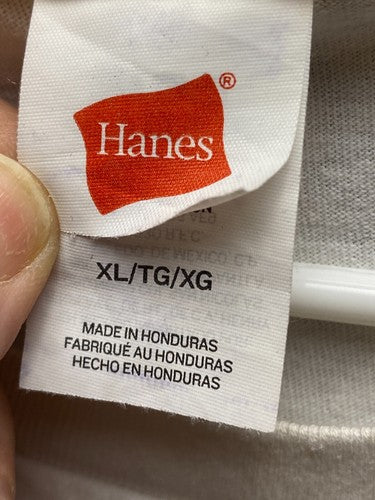 Hanes®
XL/TG/XG
MADE IN HONDURAS
FABRIQUÉ AU HONDURAS
HECHO EN HONDURAS